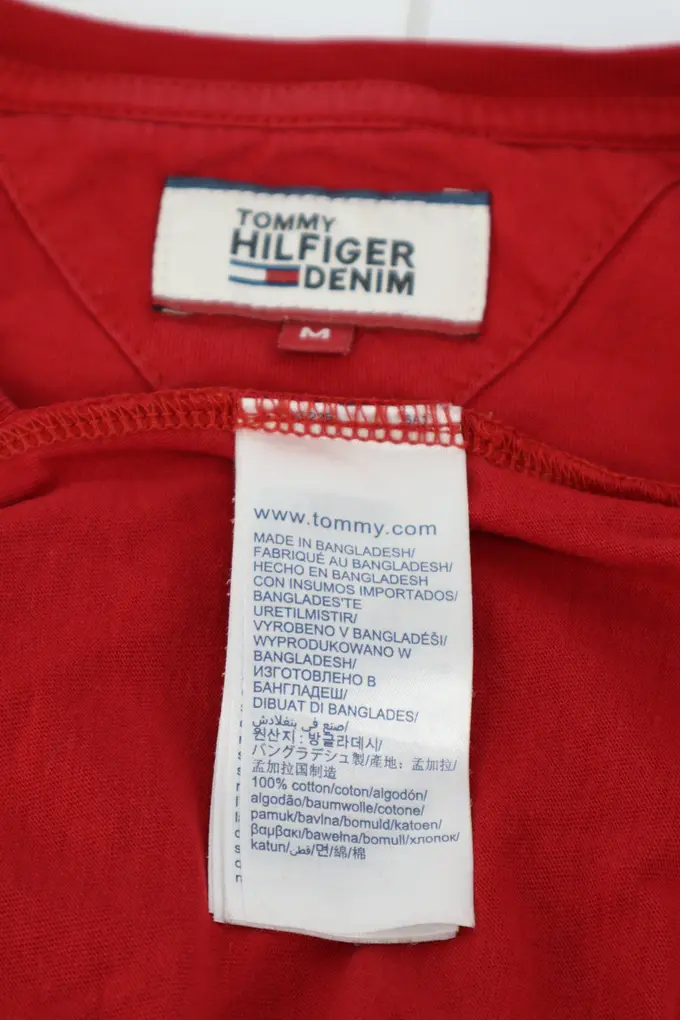 TOMMY
HILFIGER
DENIM
M
www.tommy.com
MADE IN BANGLADESH/
FABRIQUÉ AU BANGLADESH/
HECHO EN BANGLADESH
CON INSUMOS IMPORTADOS/
BANGLADES'TE
URETILMISTIR/
VYROBENO V BANGLADÉŠI/
WYPRODUKOWANO W
BANGLADESH/
ИЗГОТОВЛЕНО В
БАНГЛАДЕШ/
DIBUAT DI BANGLADES/
صنع في بنغلادش/
원산지 : 방글라데시/
バングラデシュ製/產地: 孟加拉/
孟加拉国制造
100% cotton/coton/algodón/
algodão/baumwolle/cotone/
pamuk/bavlna/bomuld/katoen/
βαμβακι/bawełna/bomull/хлопок/
katun/قطن/면/綿/棉